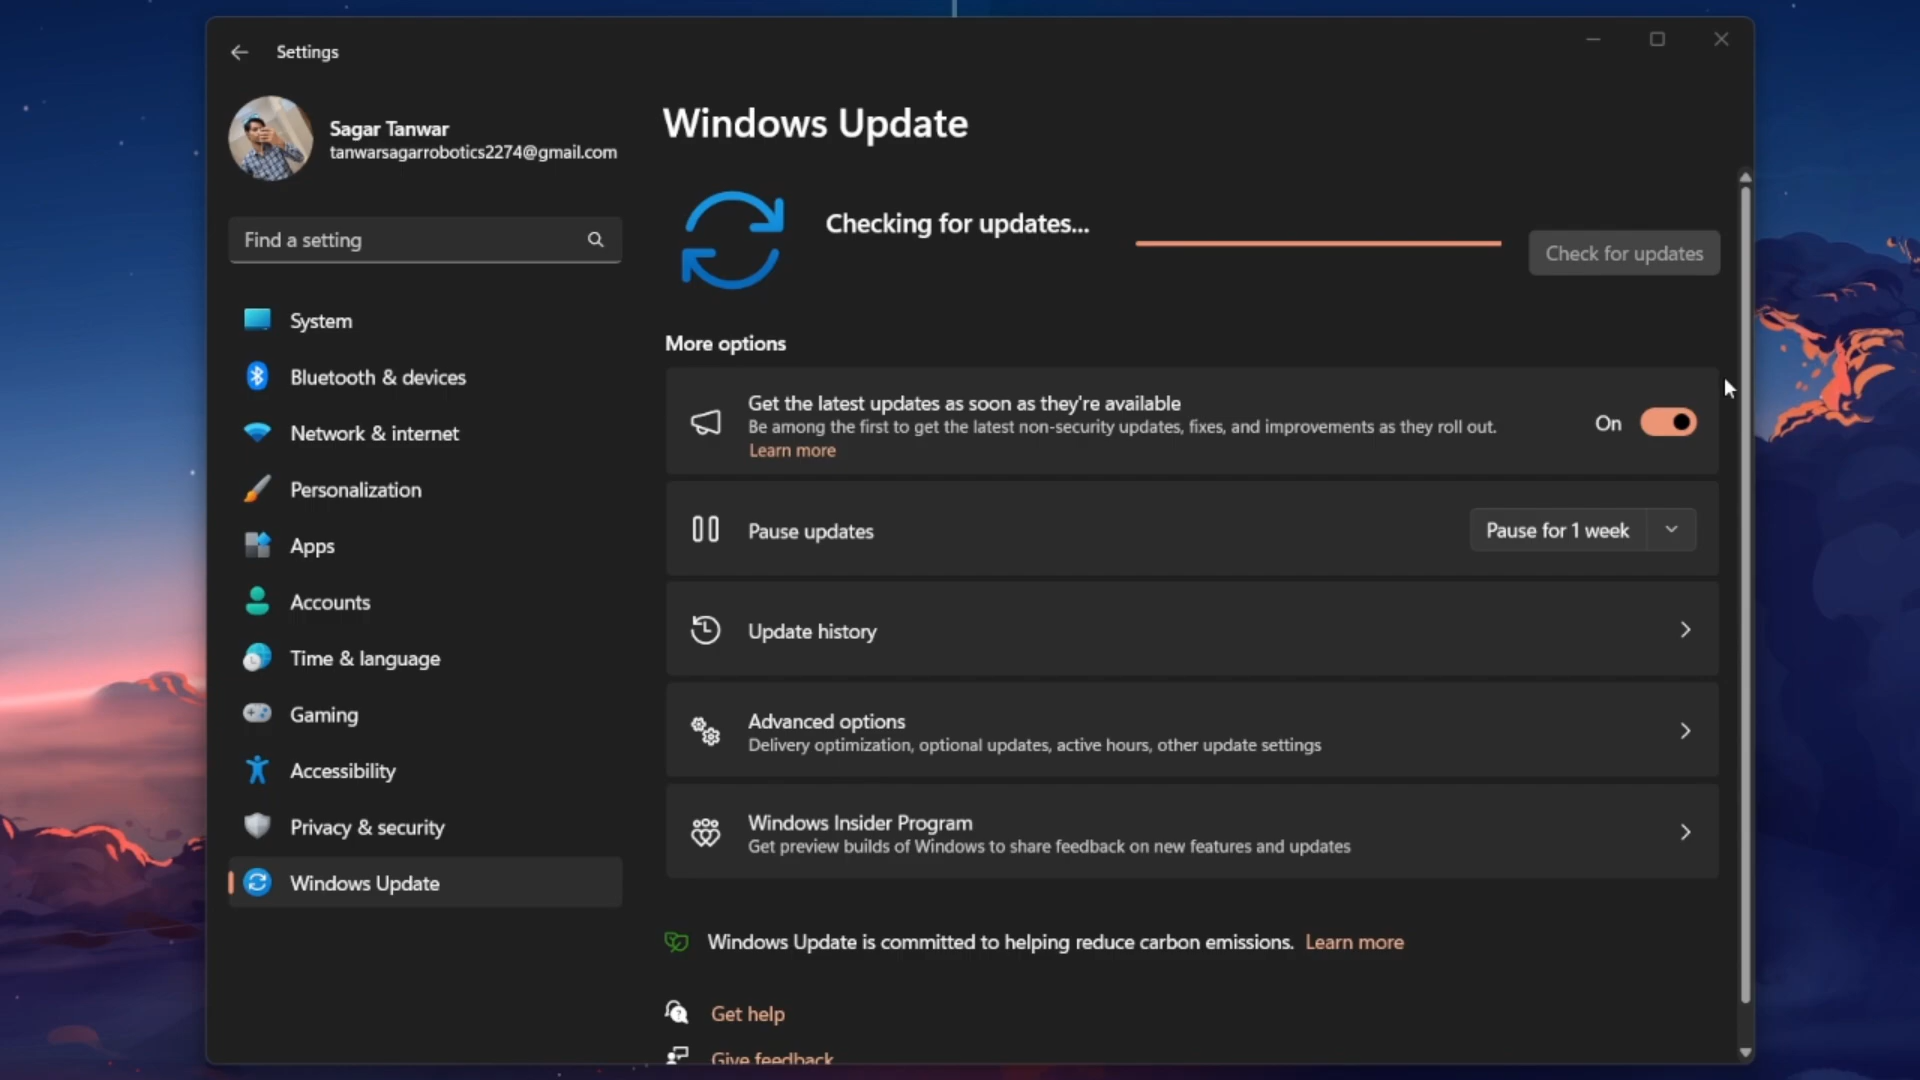 Settings
Sagar Tanwar
tanwarsagarrobotics2274@gmail.com
Find a setting
System
Bluetooth & devices
Network & internet
Personalization
Apps
Accounts
Time & language
Gaming
Accessibility
Privacy & security
Windows Update
Windows Update
Checking for updates...
Check for updates
More options
Get the latest updates as soon as they're available
Be among the first to get the latest non-security updates, fixes, and improvements as they roll out.
Learn more
On
Pause updates
Pause for 1 week
Update history
Advanced options
Delivery optimization, optional updates, active hours, other update settings
Windows Insider Program
Get preview builds of Windows to share feedback on new features and updates
Windows Update is committed to helping reduce carbon emissions. Learn more
Get help
Give feedback